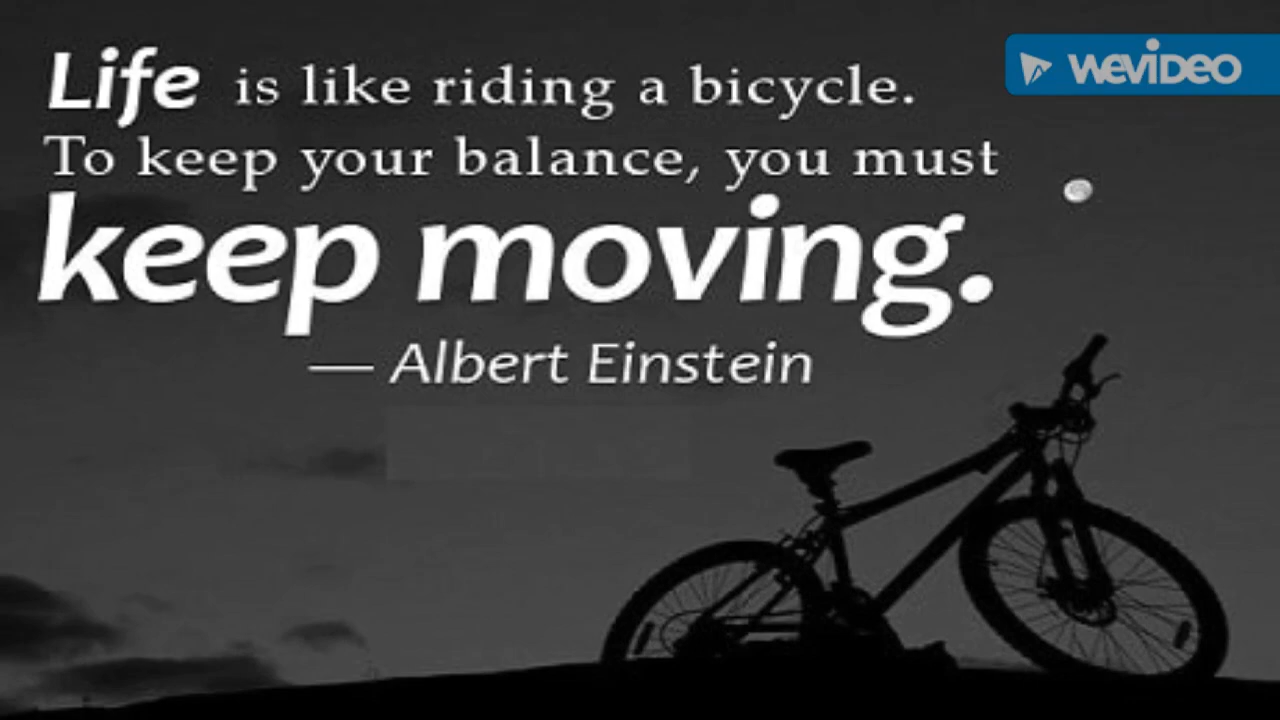 Life is like riding a bicycle.
WEVIDEO
To keep your balance, you must
keep moving.
— Albert Einstein